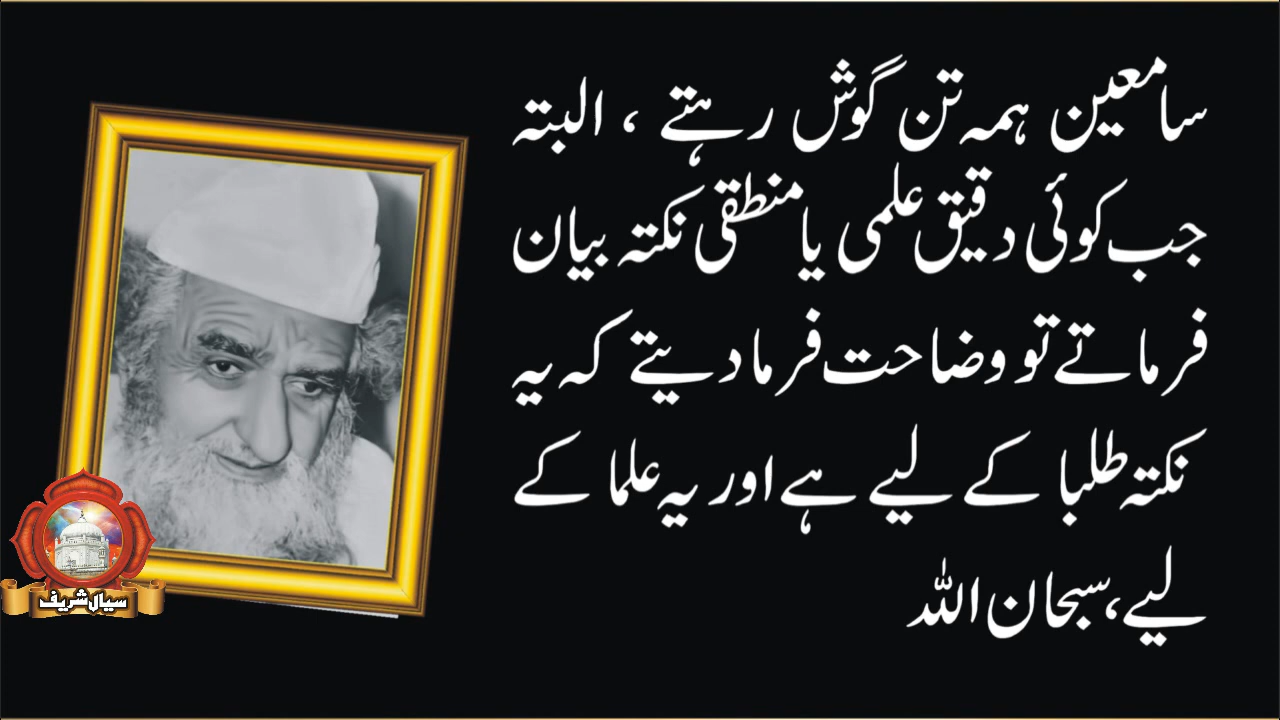 سامعین ہمہ تن گوش رہتے ، البتہ
جب کوئی دقیق علمی یا منطقی نکتہ بیان
فرماتے تو وضاحت فرما دیتے کہ یہ
نکتہ طلبا کے لیے ہے اور یہ علما کے
لیے، سبحان اللہ
سیال شریف